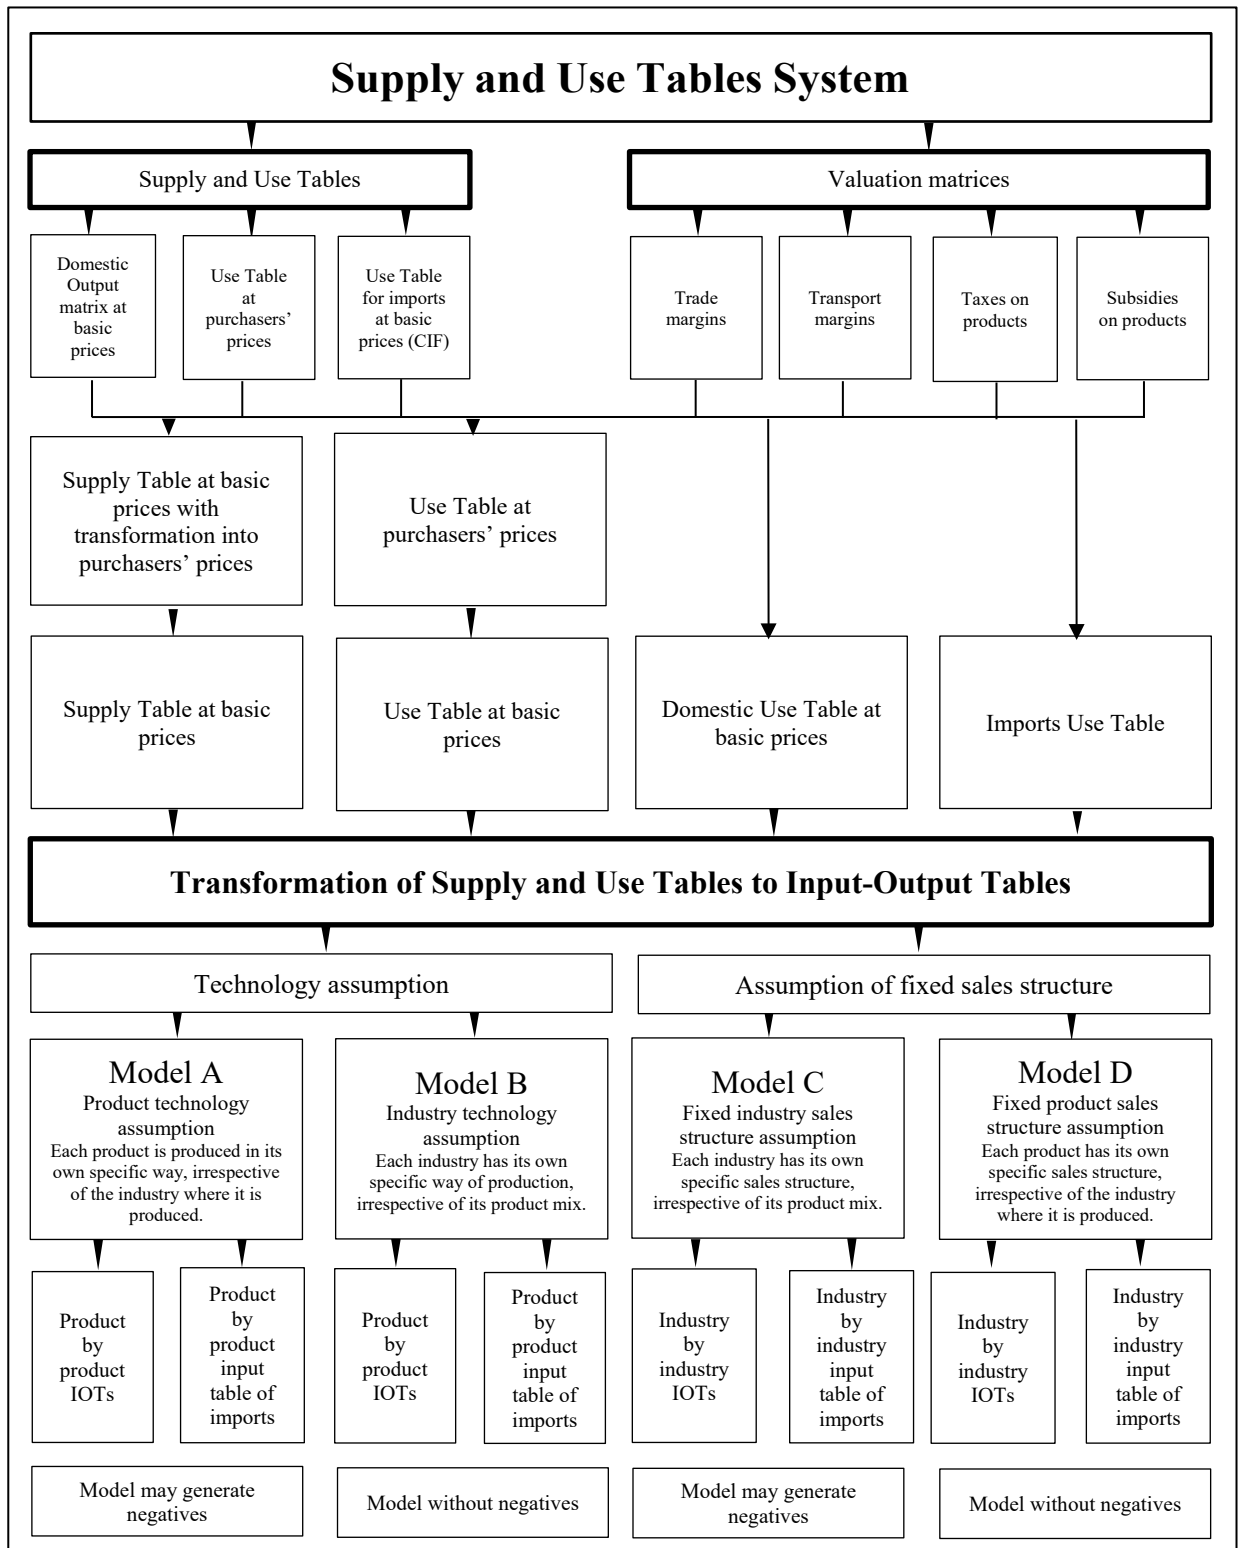 Supply and Use Tables System
Supply and Use Tables
Valuation matrices
Domestic
Output
matrix at
basic
prices
Use Table
at
purchasers’
prices
Use Table
for imports
at basic
prices (CIF)
Trade
margins
Transport
margins
Taxes on
products
Subsidies
on products
Supply Table at basic
prices with
transformation into
purchasers’ prices
Use Table at
purchasers’ prices
Supply Table at basic
prices
Use Table at basic
prices
Domestic Use Table at
basic prices
Imports Use Table
Transformation of Supply and Use Tables to Input-Output Tables
Technology assumption
Assumption of fixed sales structure
Model A
Product technology
assumption
Each product is produced in its
own specific way, irrespective
of the industry where it is
produced.
Model B
Industry technology
assumption
Each industry has its own
specific way of production,
irrespective of its product mix.
Model C
Fixed industry sales
structure assumption
Each industry has its own
specific sales structure,
irrespective of its product mix.
Model D
Fixed product sales
structure assumption
Each product has its own
specific sales structure,
irrespective of the industry
where it is produced.
Product
by
product
IOTs
Product
by
product
input
table of
imports
Product
by
product
IOTs
Product
by
product
input
table of
imports
Industry
by
industry
IOTs
Industry
by
industry
input
table of
imports
Industry
by
industry
IOTs
Industry
by
industry
input
table of
imports
Model may generate
negatives
Model without negatives
Model may generate
negatives
Model without negatives